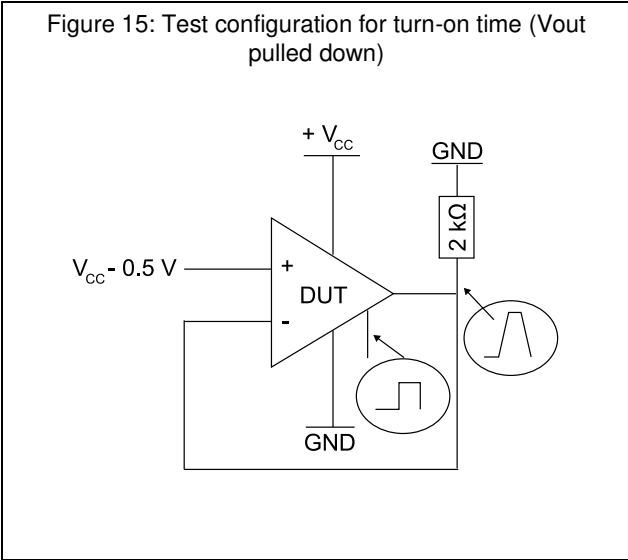 Figure 15: Test configuration for turn-on time (Vout
pulled down)
+ VCC
GND
2 kΩ
VCC - 0.5 V
+
DUT
-
GND